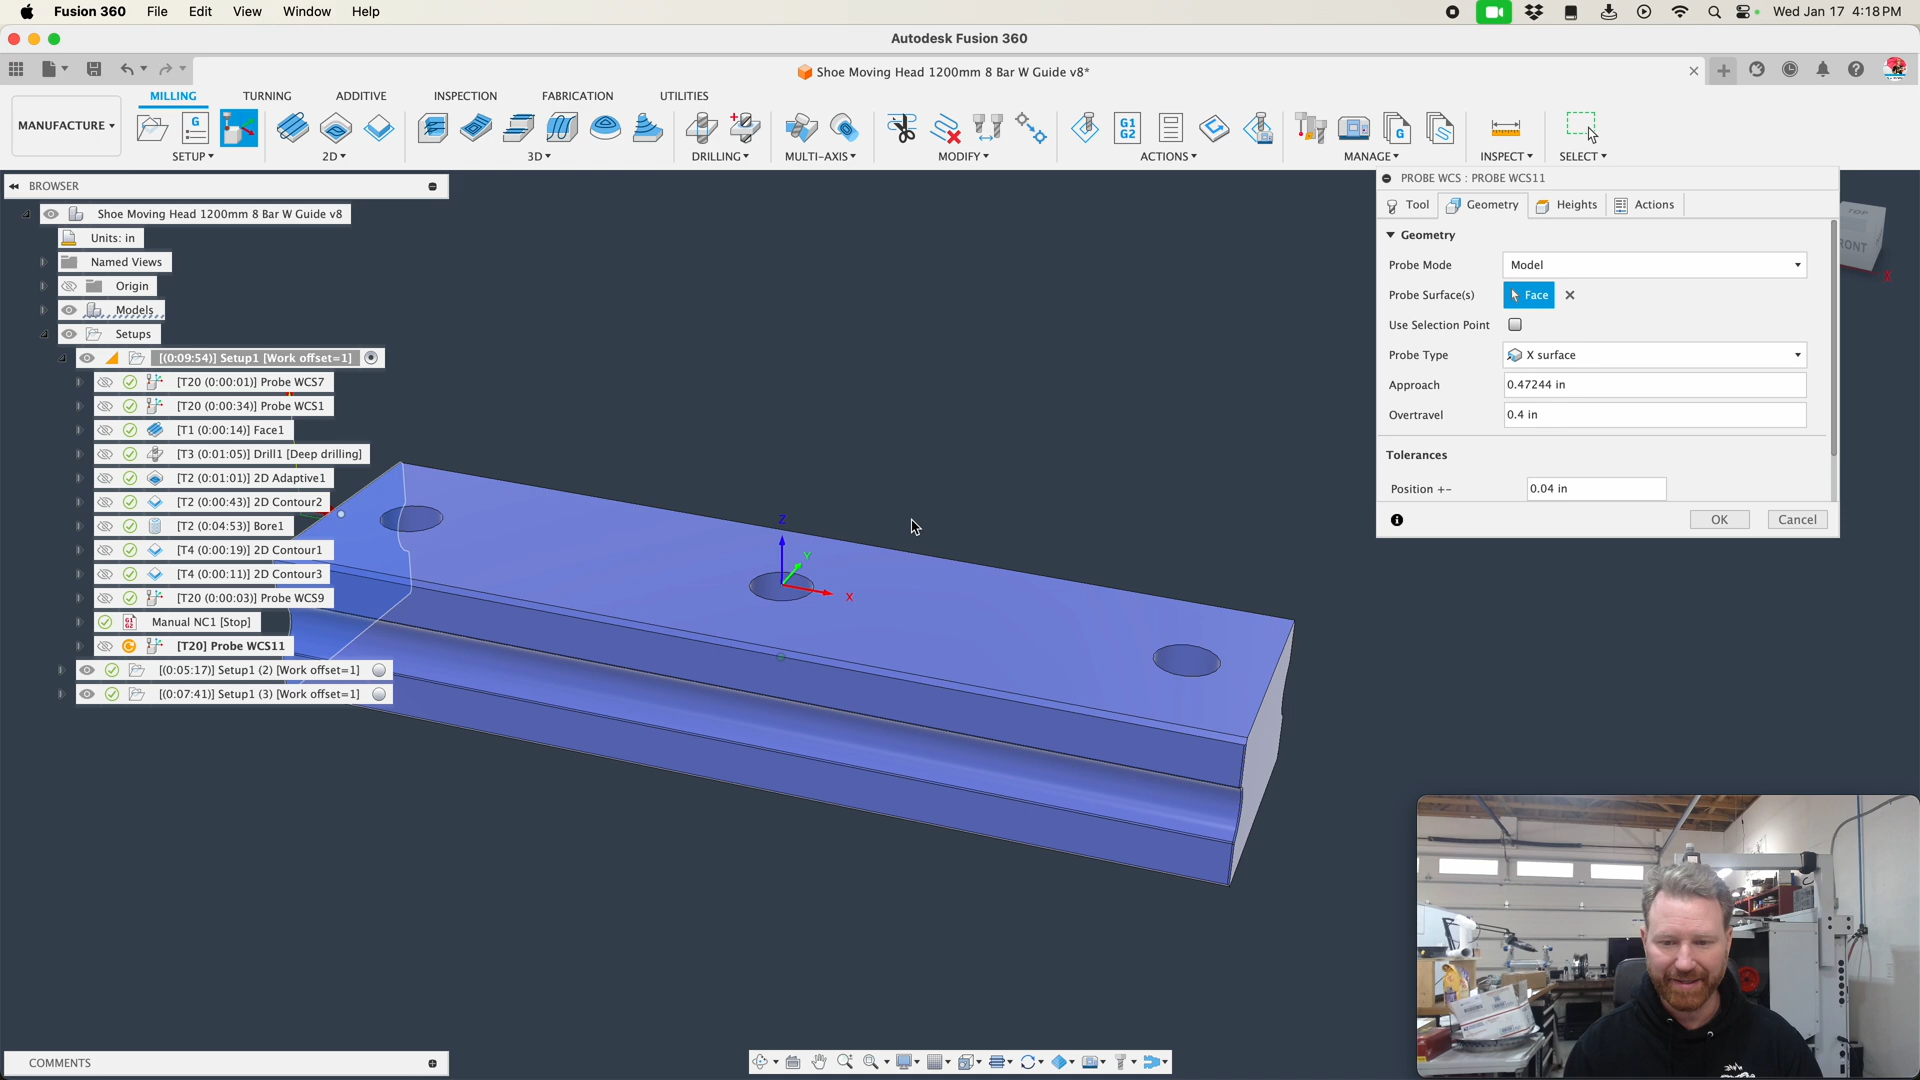 Fusion 360 File Edit View Window Help
Wed Jan 17 4:18 PM
Autodesk Fusion 360
Shoe Moving Head 1200mm 8 Bar W Guide v8*
MILLING TURNING ADDITIVE INSPECTION FABRICATION UTILITIES
MANUFACTURE
G
G1
G2
G
SETUP 2D 3D DRILLING MULTI-AXIS MODIFY ACTIONS MANAGE INSPECT SELECT
BROWSER
Shoe Moving Head 1200mm 8 Bar W Guide v8
Units: in
Named Views
Origin
Models
Setups
[(0:09:54)] Setup1 [Work offset=1]
[T20 (0:00:01)] Probe WCS7
[T20 (0:00:34)] Probe WCS1
[T1 (0:00:14)] Face1
[T3 (0:01:05)] Drill1 [Deep drilling]
[T2 (0:01:01)] 2D Adaptive1
[T2 (0:00:43)] 2D Contour2
[T2 (0:04:53)] Bore1
[T4 (0:00:19)] 2D Contour1
[T4 (0:00:11)] 2D Contour3
[T20 (0:00:03)] Probe WCS9
Manual NC1 [Stop]
[T20] Probe WCS11
[(0:05:17)] Setup1 (2) [Work offset=1]
[(0:07:41)] Setup1 (3) [Work offset=1]
Z
Y
X
PROBE WCS : PROBE WCS11
Tool Geometry Heights Actions
Geometry
Probe Mode Model
Probe Surface(s) Face
Use Selection Point
Probe Type X surface
Approach 0.47244 in
Overtravel 0.4 in
Tolerances
Position +- 0.04 in
OK Cancel
TOP
FRONT
X
COMMENTS